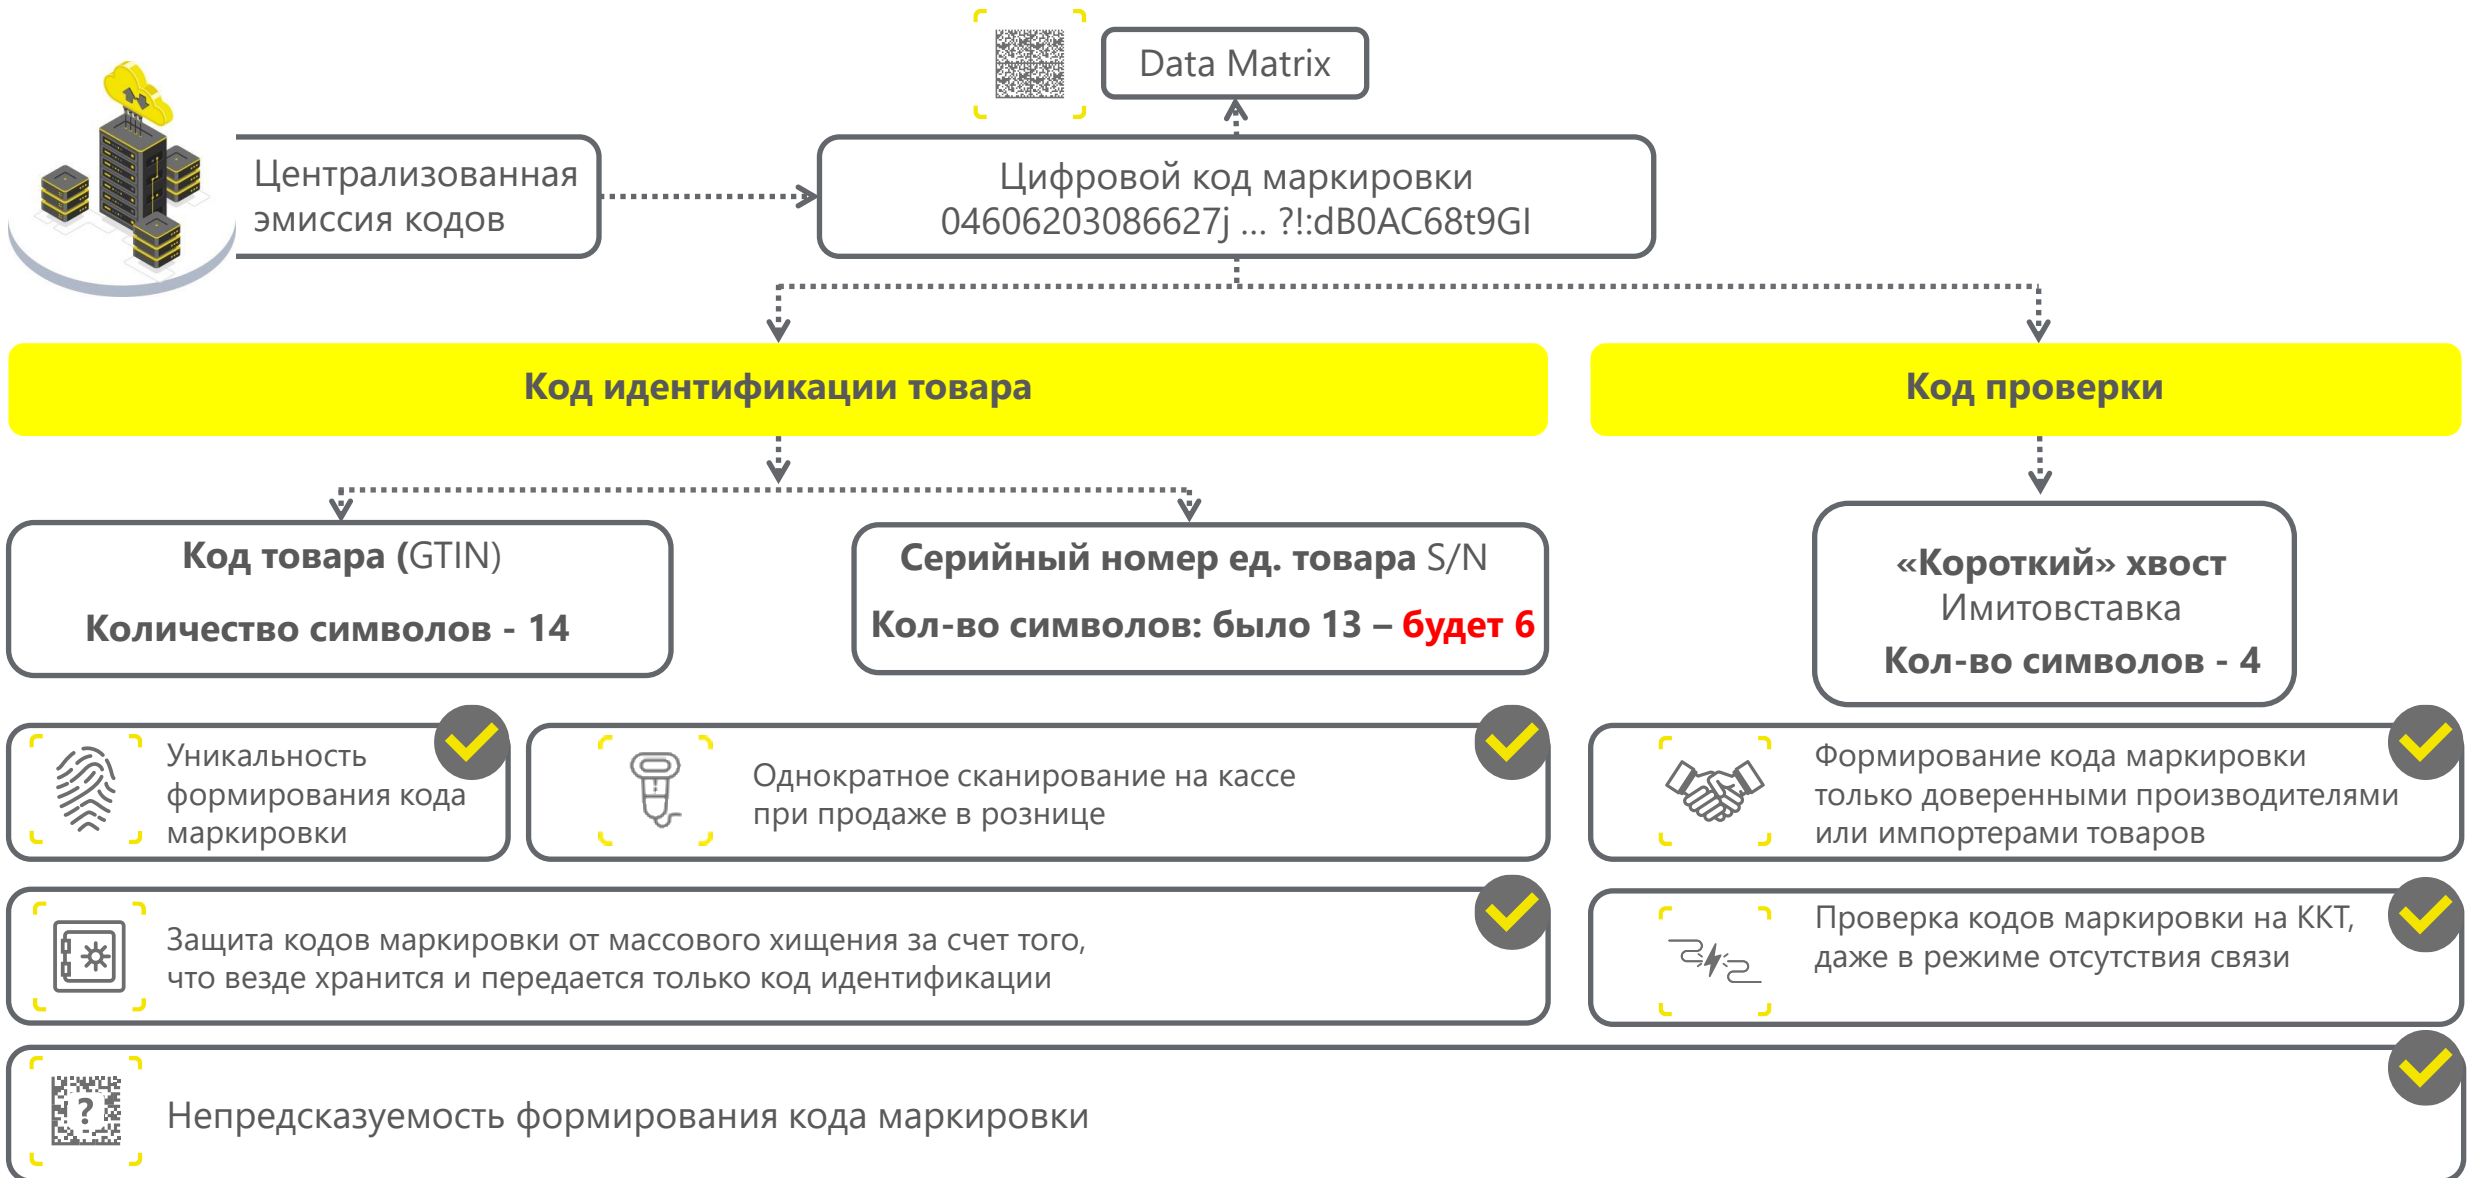 Data Matrix
Централизованная
эмиссия кодов
Цифровой код маркировки
04606203086627j ... ?!:dB0AC68t9GI
Код идентификации товара
Код проверки
Код товара (GTIN)
Количество символов - 14
Серийный номер ед. товара S/N
Кол-во символов: было 13 – будет 6
«Короткий» хвост
Имитовставка
Кол-во символов - 4
Уникальность
формирования кода
маркировки
Однократное сканирование на кассе
при продаже в рознице
Формирование кода маркировки
только доверенными производителями
или импортерами товаров
Защита кодов маркировки от массового хищения за счет того,
что везде хранится и передается только код идентификации
Проверка кодов маркировки на ККТ,
даже в режиме отсутствия связи
?
Непредсказуемость формирования кода маркировки